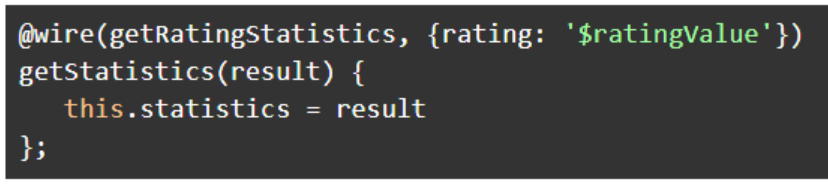 @wire(getRatingStatistics, {rating: '$ratingValue'})
getStatistics(result) {
   this.statistics = result
};